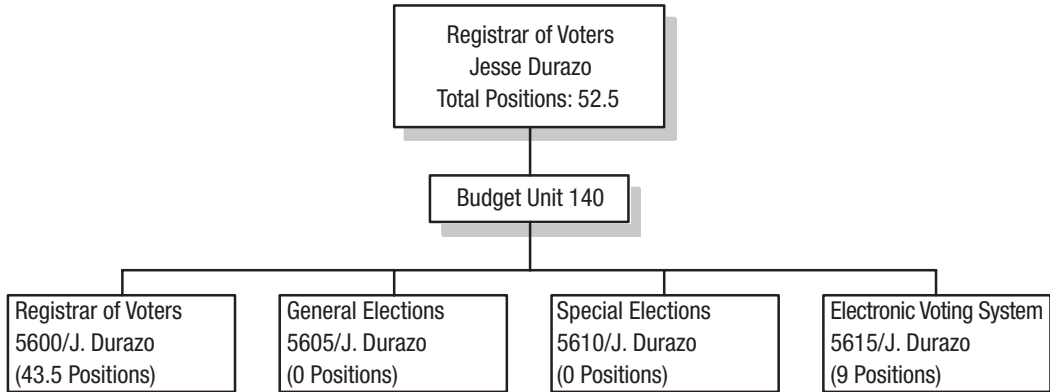 Registrar of Voters
Jesse Durazo
Total Positions: 52.5
Budget Unit 140
Registrar of Voters
5600/J. Durazo
(43.5 Positions)
General Elections
5605/J. Durazo
(0 Positions)
Special Elections
5610/J. Durazo
(0 Positions)
Electronic Voting System
5615/J. Durazo
(9 Positions)